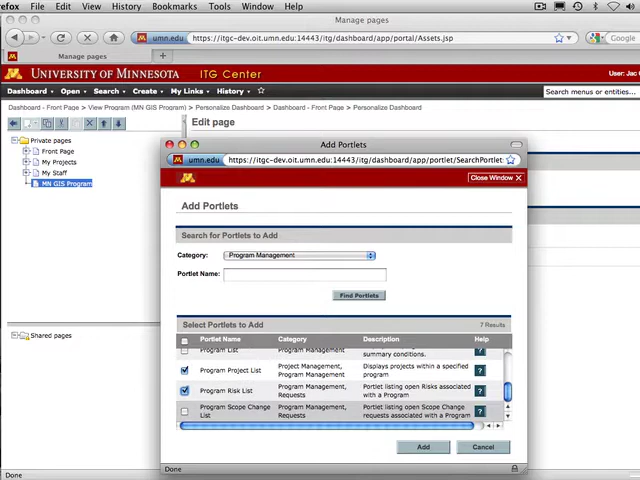 refox File Edit View History Bookmarks Tools Window Help
Manage pages
umn.edu https://itgc-dev.oit.umn.edu:14443/itg/dashboard/app/portal/Assets.jsp Google
Manage pages
UNIVERSITY OF MINNESOTA ITG Center User: Jac
Dashboard Open Search Create My Links History Search menus or entities...
Dashboard - Front Page > View Program (MN GIS Program) > Personalize Dashboard > Dashboard - Front Page > Personalize Dashboard
Edit page
Private pages
Front Page
My Projects
My Staff
MN GIS Program
Shared pages
Done
Add Portlets
umn.edu https://itgc-dev.oit.umn.edu:14443/itg/dashboard/app/portlet/SearchPortlet
Close Window X
Add Portlets
Search for Portlets to Add
Category: Program Management
Portlet Name:
Find Portlets
Select Portlets to Add 7 Results
Portlet Name Category Description Help
Program List Program Management summary conditions. ?
Program Project List Project Management, Program Management Displays projects within a specified program ?
Program Risk List Program Management, Requests Portlet listing open Risks associated with a Program ?
Program Scope Change List Program Management, Requests Portlet listing open Scope Change requests associated with a Program ?
Add Cancel
Done